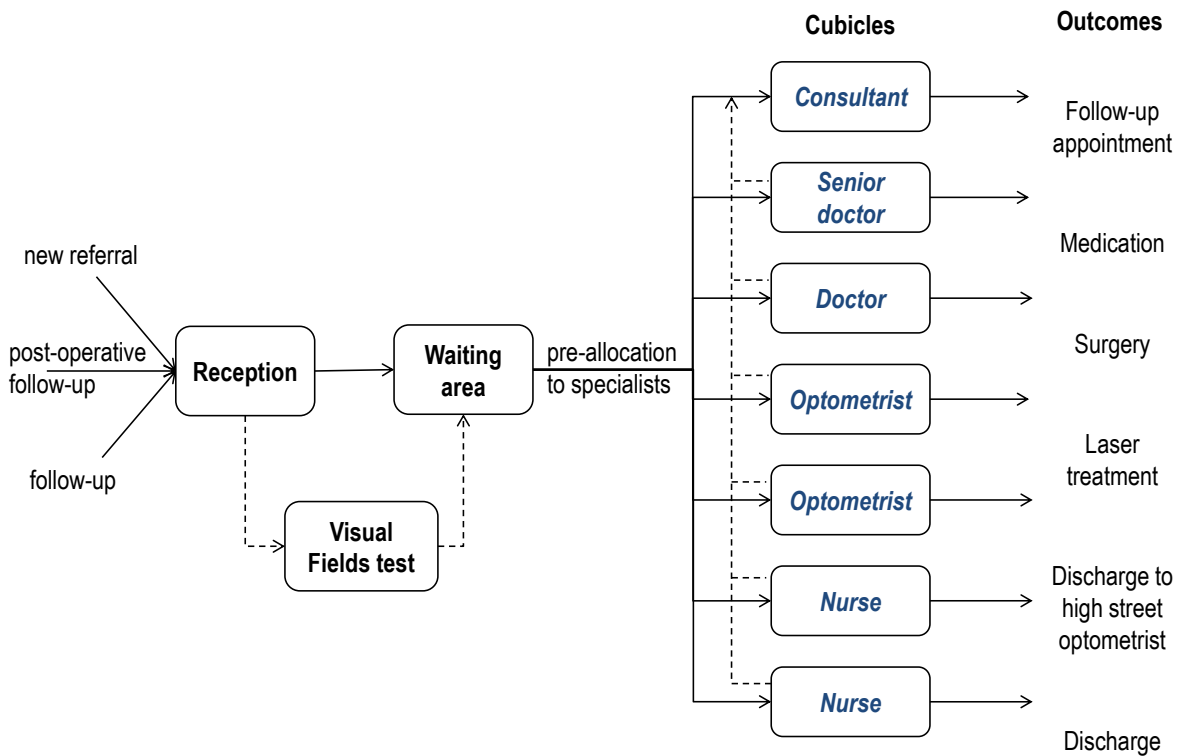 Cubicles
Outcomes
new referral
post-operative
follow-up
follow-up
Reception
Visual
Fields test
Waiting
area
pre-allocation
to specialists
Consultant
Senior
doctor
Doctor
Optometrist
Optometrist
Nurse
Nurse
Follow-up
appointment
Medication
Surgery
Laser
treatment
Discharge to
high street
optometrist
Discharge